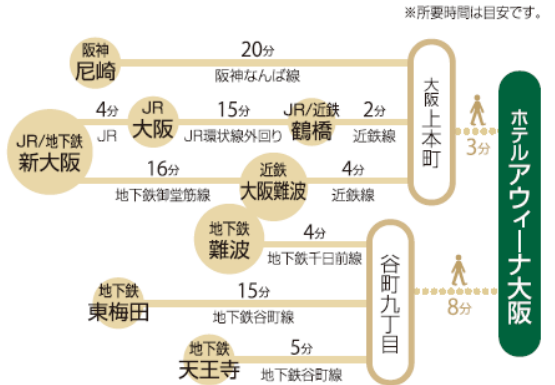 ※所要時間は目安です。
阪神
尼崎
20分
阪神なんば線
JR/地下鉄
新大阪
4分
JR
JR
大阪
15分
JR環状線外回り
JR/近鉄
鶴橋
2分
近鉄線
16分
地下鉄御堂筋線
近鉄
大阪難波
4分
近鉄線
大阪上本町
3分
地下鉄
難波
4分
地下鉄千日前線
地下鉄
東梅田
15分
地下鉄谷町線
地下鉄
天王寺
5分
地下鉄谷町線
谷町九丁目
8分
ホテルアウィーナ大阪